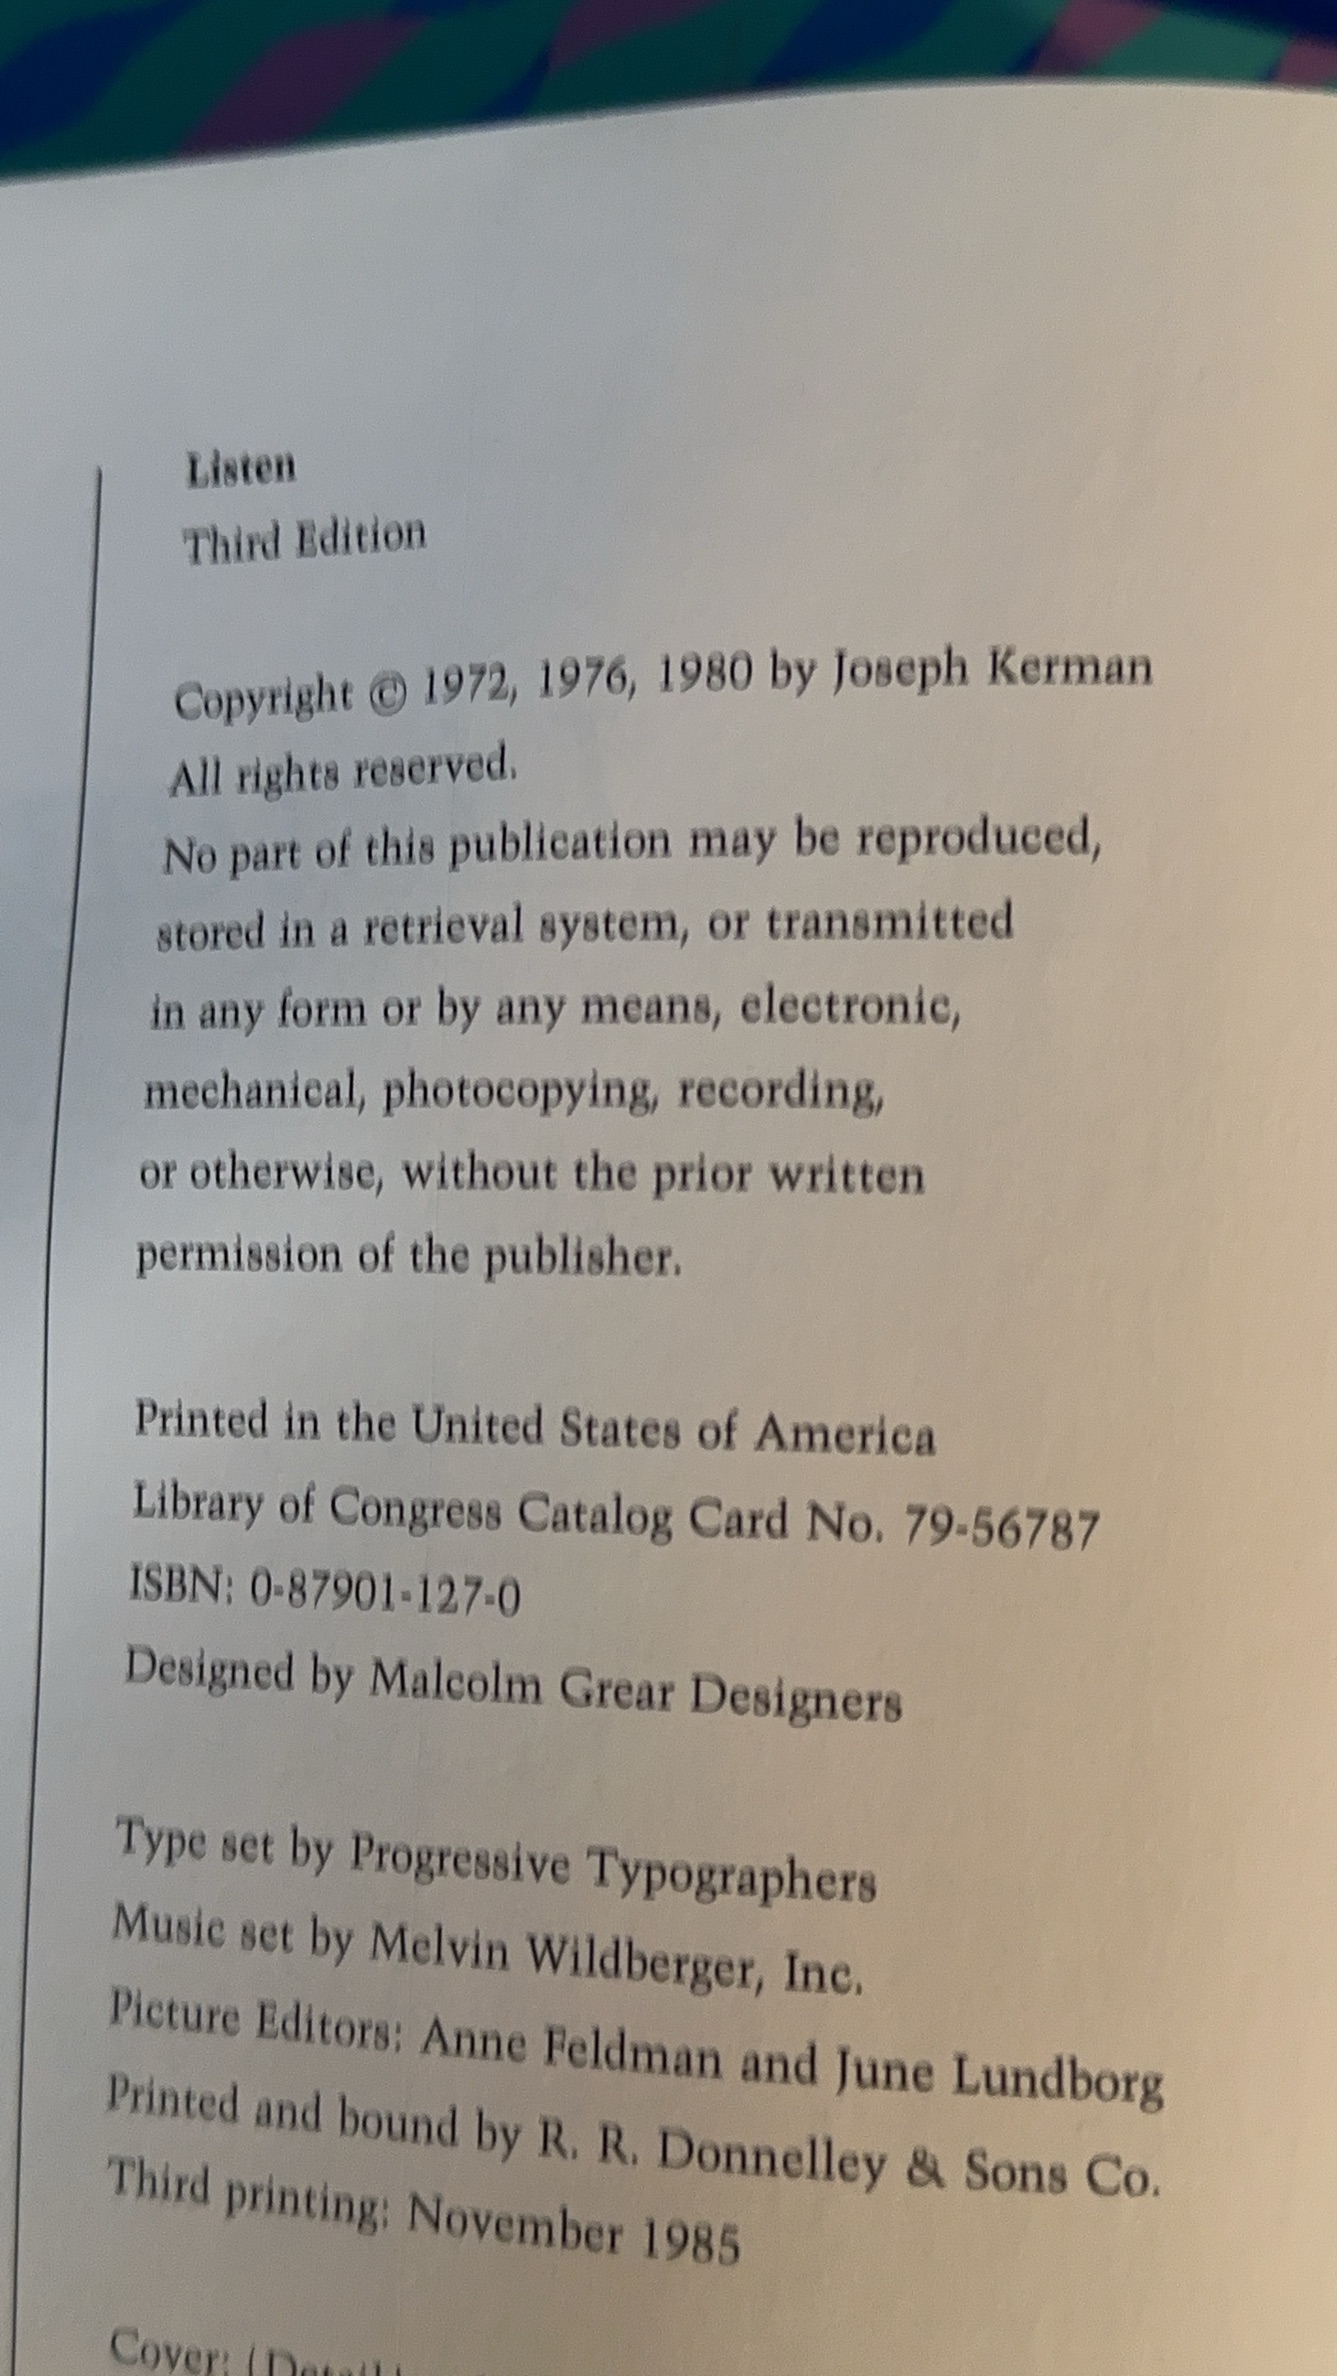 Listen
Third Edition
Copyright © 1972, 1976, 1980 by Joseph Kerman
All rights reserved.
No part of this publication may be reproduced,
stored in a retrieval system, or transmitted
in any form or by any means, electronic,
mechanical, photocopying, recording,
or otherwise, without the prior written
permission of the publisher.
Printed in the United States of America
Library of Congress Catalog Card No. 79-56787
ISBN: 0-87901-127-0
Designed by Malcolm Grear Designers
Type set by Progressive Typographers
Music set by Melvin Wildberger, Inc.
Picture Editors: Anne Feldman and June Lundborg
Printed and bound by R. R. Donnelley & Sons Co.
Third printing: November 1985
Cover: